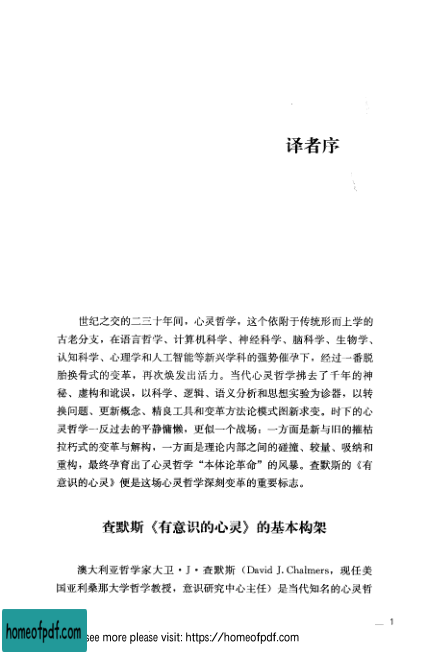 译者序
世纪之交的二三十年间，心灵哲学，这个依附于传统形而上学的
古老分支，在语言哲学、计算机科学、神经科学、脑科学、生物学、
认知科学、心理学和人工智能等新兴学科的强势催孕下，经过一番脱
胎换骨式的变革，再次焕发出活力。当代心灵哲学拂去了千年的神
秘、虚构和讹误，以科学、逻辑、语义分析和思想实验为诊器，以转
换问题、更新概念、精良工具和变革方法论模式图新求变。时下的心
灵哲学一反过去的平静慵懒，更似一个战场：一方面是新与旧的摧枯
拉朽式的变革与解构，一方面是理论内部之间的碰撞、较量、吸纳和
重构，最终孕育出了心灵哲学“本体论革命”的风暴。查默斯的《有
意识的心灵》便是这场心灵哲学深刻变革的重要标志。
查默斯《有意识的心灵》的基本构架
澳大利亚哲学家大卫·J·查默斯（David J. Chalmers，现任美
国亚利桑那大学哲学教授，意识研究中心主任）是当代知名的心灵哲
1
homeofpdf.com
see more please visit: https://homeofpdf.com